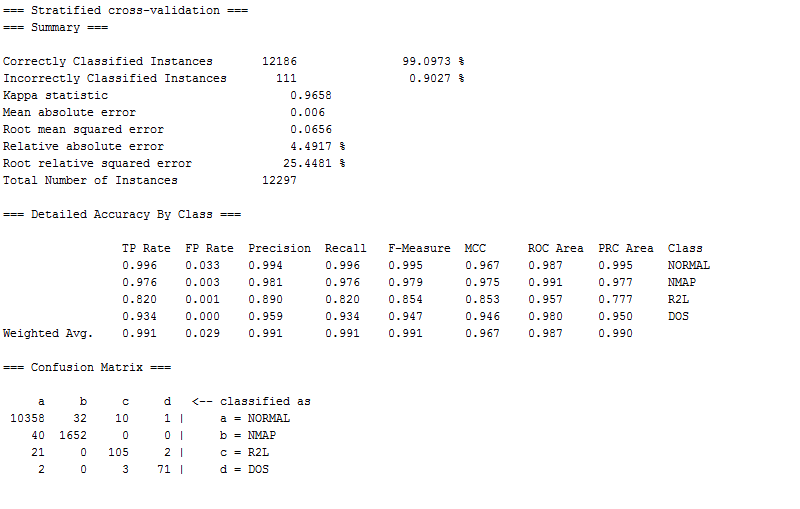 === Stratified cross-validation ===
=== Summary ===
Correctly Classified Instances 12186 99.0973 %
Incorrectly Classified Instances 111 0.9027 %
Kappa statistic 0.9658
Mean absolute error 0.006
Root mean squared error 0.0656
Relative absolute error 4.4917 %
Root relative squared error 25.4481 %
Total Number of Instances 12297
=== Detailed Accuracy By Class ===
TP Rate FP Rate Precision Recall F-Measure MCC ROC Area PRC Area Class
0.996 0.033 0.994 0.996 0.995 0.967 0.987 0.995 NORMAL
0.976 0.003 0.981 0.976 0.979 0.975 0.991 0.977 NMAP
0.820 0.001 0.890 0.820 0.854 0.853 0.957 0.777 R2L
0.934 0.000 0.959 0.934 0.947 0.946 0.980 0.950 DOS
Weighted Avg. 0.991 0.029 0.991 0.991 0.991 0.967 0.987 0.990
=== Confusion Matrix ===
a b c d <-- classified as
10358 32 10 1 | a = NORMAL
40 1652 0 0 | b = NMAP
21 0 105 2 | c = R2L
2 0 3 71 | d = DOS